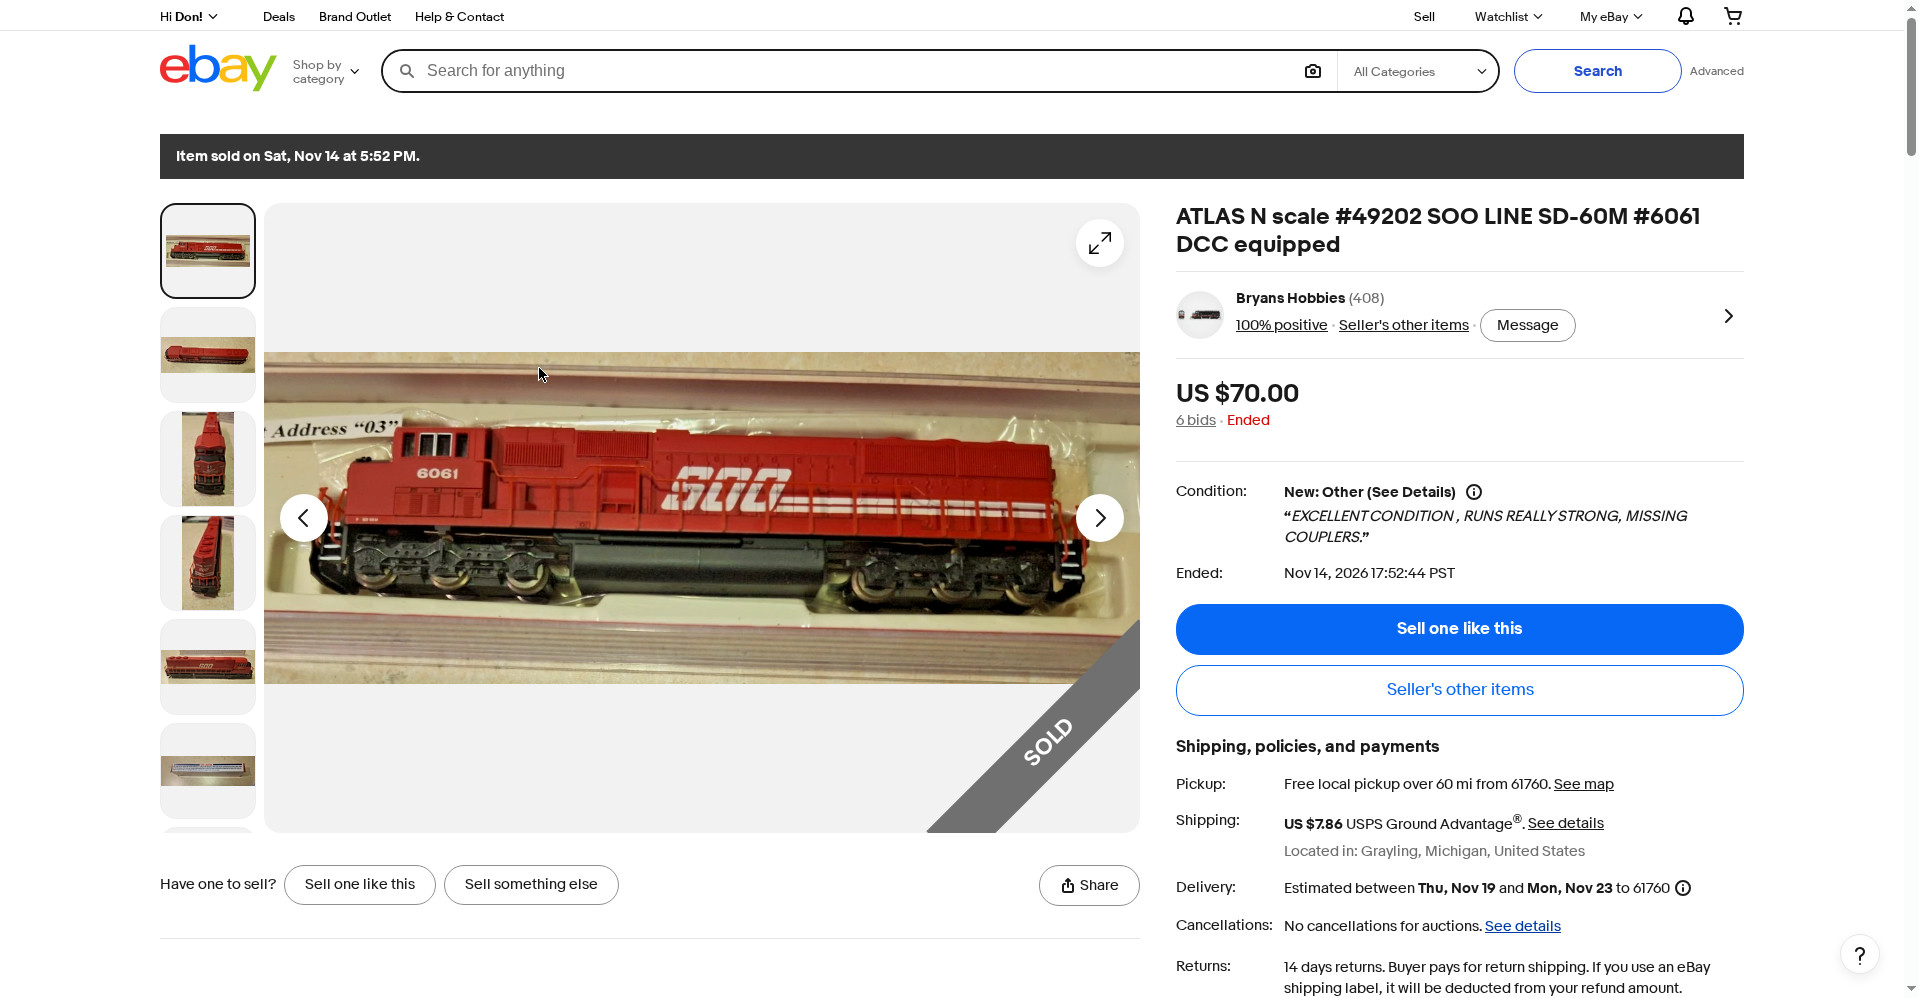 Hi Don!
Deals
Brand Outlet
Help & Contact
Sell
Watchlist
My eBay
ebay
Shop by
category
Search for anything
All Categories
Search
Advanced
Item sold on Sat, Nov 14 at 5:52 PM.
Address “03”
6061
SOO
SOLD
Have one to sell?
Sell one like this
Sell something else
Share
ATLAS N scale #49202 SOO LINE SD-60M #6061
DCC equipped
Bryans Hobbies (408)
100% positive · Seller's other items · Message
US $70.00
6 bids · Ended
Condition: New: Other (See Details)
“EXCELLENT CONDITION , RUNS REALLY STRONG, MISSING
COUPLERS.”
Ended: Nov 14, 2026 17:52:44 PST
Sell one like this
Seller's other items
Shipping, policies, and payments
Pickup: Free local pickup over 60 mi from 61760. See map
Shipping: US $7.86 USPS Ground Advantage®. See details
Located in: Grayling, Michigan, United States
Delivery: Estimated between Thu, Nov 19 and Mon, Nov 23 to 61760
Cancellations: No cancellations for auctions. See details
Returns: 14 days returns. Buyer pays for return shipping. If you use an eBay
shipping label, it will be deducted from your refund amount.
?